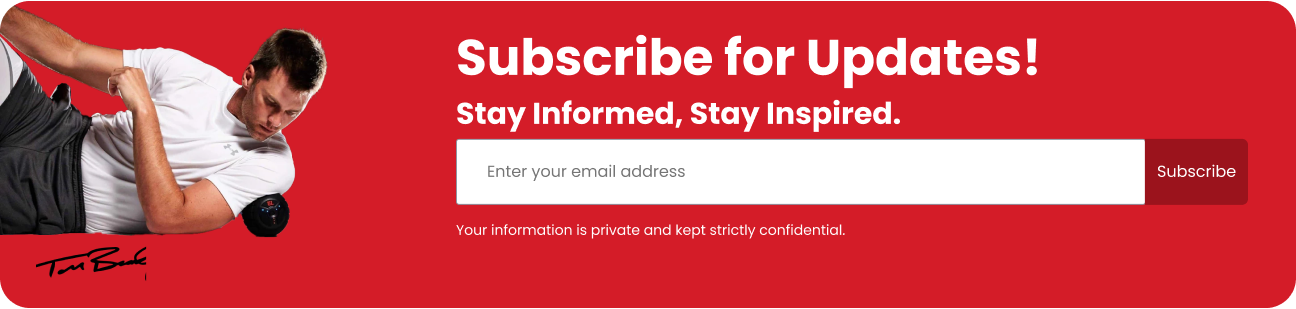 Subscribe for Updates!
Stay Informed, Stay Inspired.
Enter your email address
Subscribe
Your information is private and kept strictly confidential.